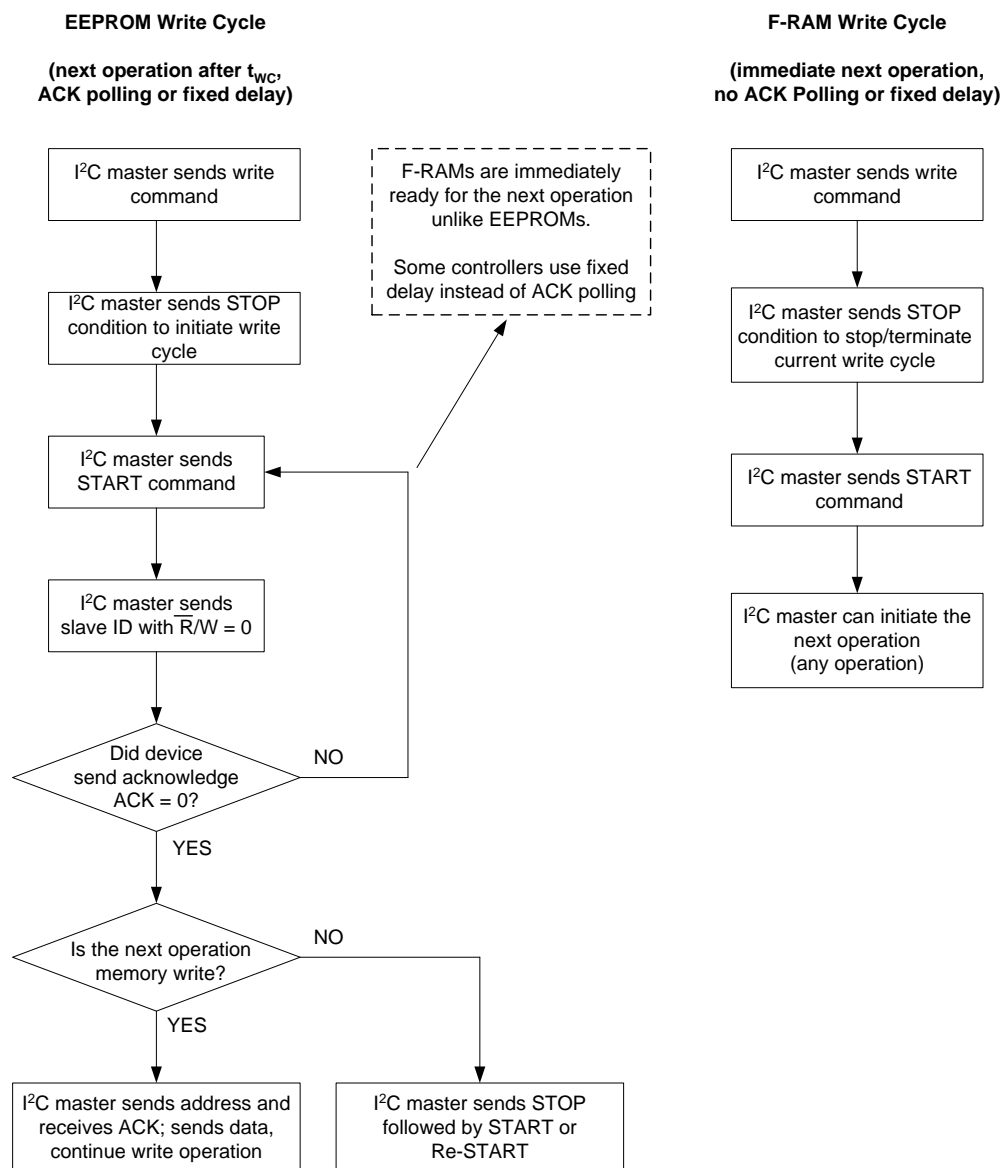 EEPROM Write Cycle
(next operation after tWC,
ACK polling or fixed delay)
I²C master sends write
command
I²C master sends STOP
condition to initiate write
cycle
I²C master sends
START command
I²C master sends
slave ID with R̅/W = 0
Did device
send acknowledge
ACK = 0?
NO
YES
Is the next operation
memory write?
NO
YES
I²C master sends address and
receives ACK; sends data,
continue write operation
I²C master sends STOP
followed by START or
Re-START
F-RAMs are immediately
ready for the next operation
unlike EEPROMs.
Some controllers use fixed
delay instead of ACK polling
F-RAM Write Cycle
(immediate next operation,
no ACK Polling or fixed delay)
I²C master sends write
command
I²C master sends STOP
condition to stop/terminate
current write cycle
I²C master sends START
command
I²C master can initiate the
next operation
(any operation)